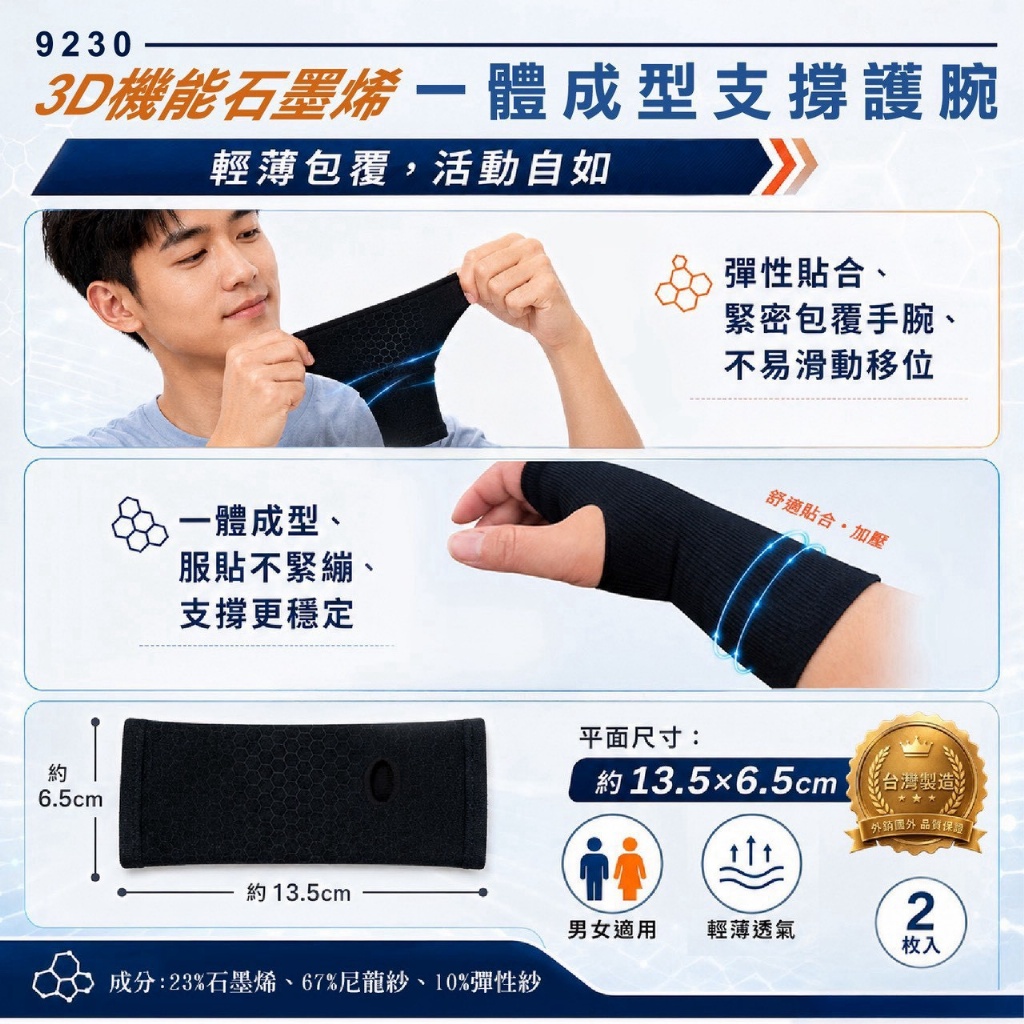 9230
3D機能石墨烯 一體成型支撐護腕
輕薄包覆，活動自如
彈性貼合、
緊密包覆手腕、
不易滑動移位
一體成型、
服貼不緊繃、
支撐更穩定
舒適貼合・加壓
約
6.5cm
約 13.5cm
平面尺寸：
約 13.5×6.5cm
台灣製造
外銷國外 品質保證
男女適用
輕薄透氣
2
枚入
成分:23%石墨烯、67%尼龍紗、10%彈性紗